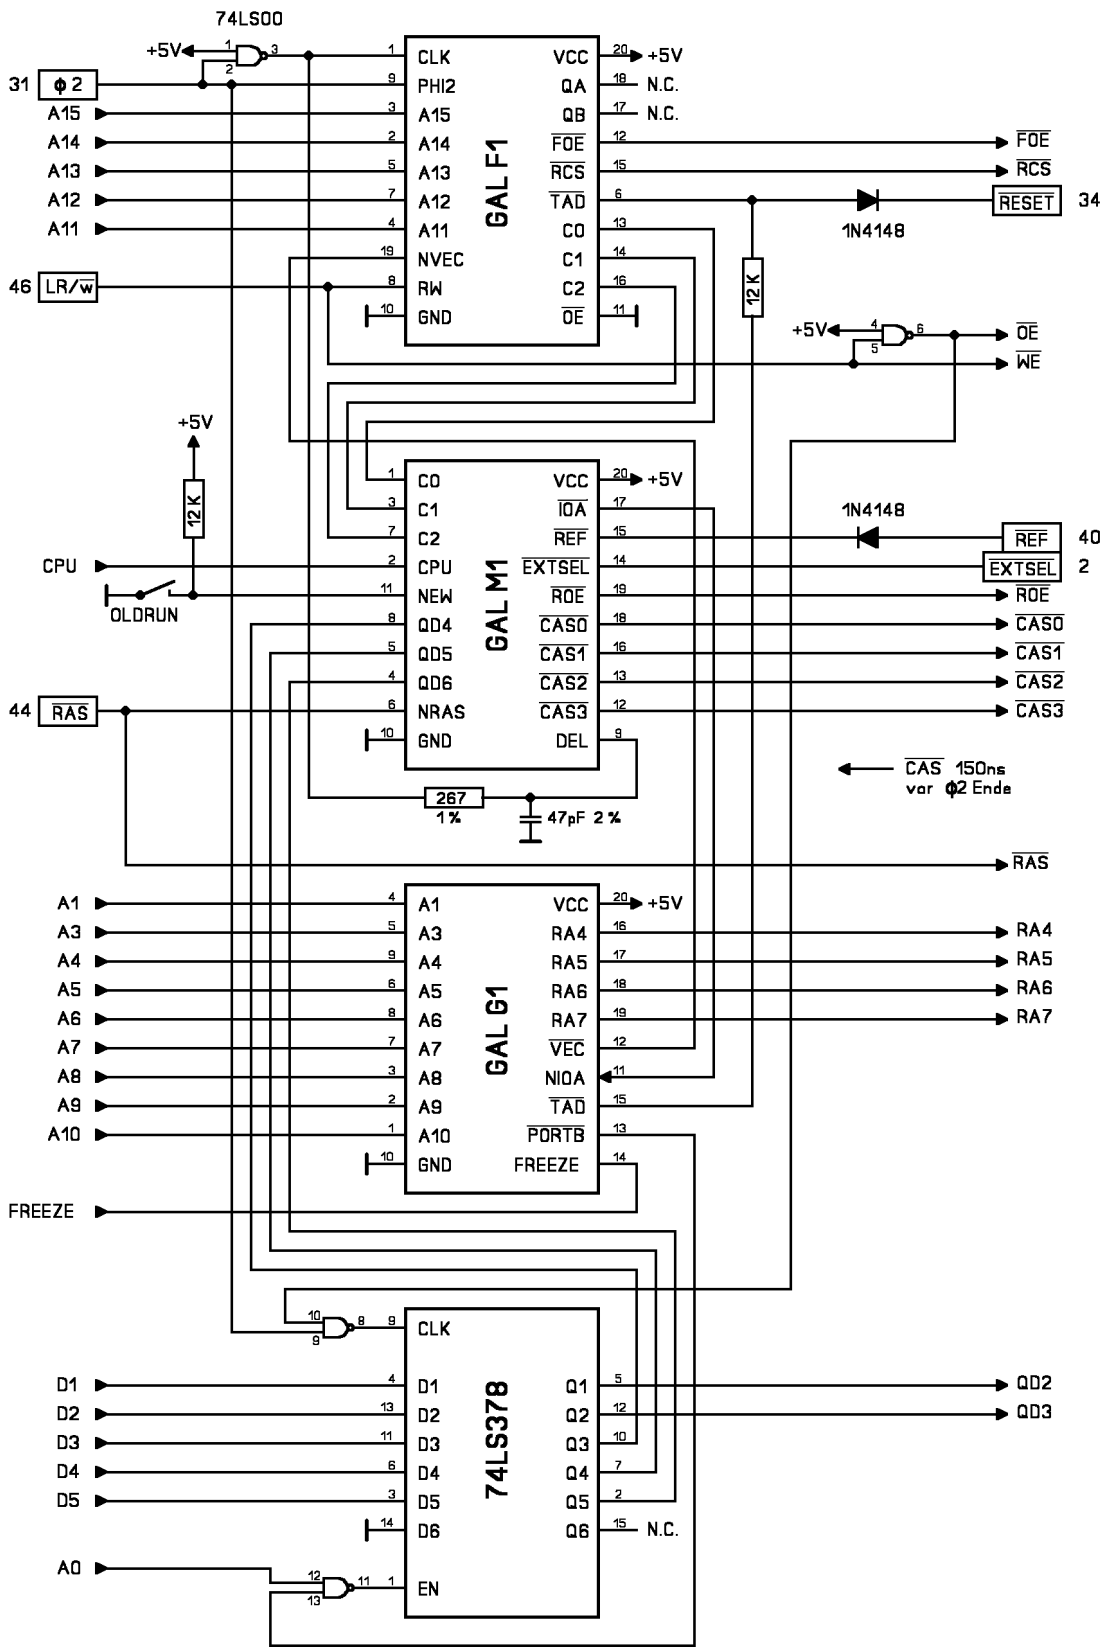 74LS00
+5V 1 3 1 CLK VCC 20 +5V
2
31 ϕ2 9 PHI2 QA 18 N.C.
A15 3 A15 QB 17 N.C.
A14 2 A14 FOE 12 FOE
A13 5 A13 RCS 15 RCS
A12 7 A12 TAD 6 RESET 34
A11 4 A11 C0 13 1N4148
19 NVEC C1 14
46 LR/w 8 RW C2 16 12K
10 GND OE 11
GAL F1
+5V 4 6 OE
5
WE
+5V
12K
1 C0 VCC 20 +5V
3 C1 IOA 17 1N4148
7 C2 REF 15 REF 40
CPU 2 CPU EXTSEL 14 EXTSEL 2
11 NEW ROE 19 ROE
OLDRUN
8 QD4 CAS0 18 CAS0
5 QD5 CAS1 16 CAS1
4 QD6 CAS2 13 CAS2
44 RAS 6 NRAS CAS3 12 CAS3
10 GND DEL 9
GAL M1
CAS 150ns
vor ϕ2 Ende
267
1% 47pF 2%
RAS
A1 4 A1 VCC 20 +5V
A3 5 A3 RA4 16 RA4
A4 9 A4 RA5 17 RA5
A5 6 A5 RA6 18 RA6
A6 8 A6 RA7 19 RA7
A7 7 A7 VEC 12
A8 3 A8 NIOA 11
A9 2 A9 TAD 15
A10 1 A10 PORTB 13
10 GND FREEZE 14
GAL G1
FREEZE
10 8 9 CLK
9
D1 4 D1 Q1 5 QD2
D2 13 D2 Q2 12 QD3
D3 11 D3 Q3 10
D4 6 D4 Q4 7
D5 3 D5 Q5 2
14 D6 Q6 15 N.C.
74LS378
A0 12 11 1 EN
13